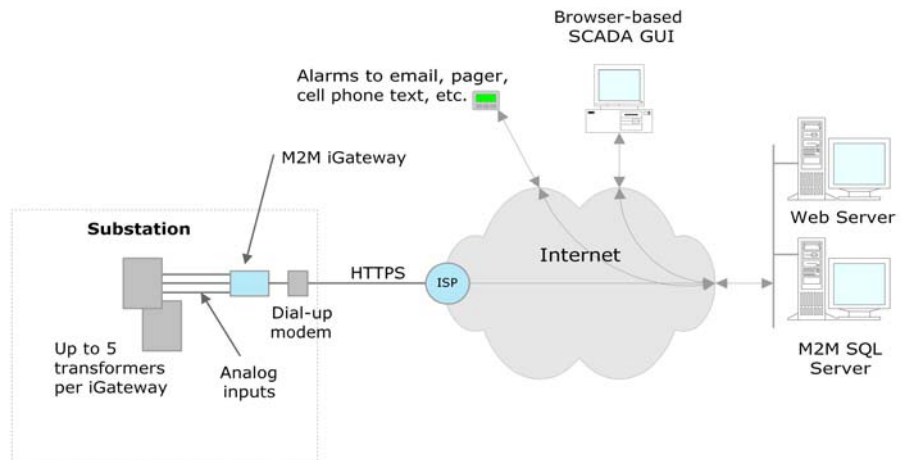 Browser-based
SCADA GUI
Alarms to email, pager,
cell phone text, etc.
M2M iGateway
Substation
HTTPS
ISP
Internet
Web Server
Dial-up
modem
Up to 5
transformers
per iGateway
Analog
inputs
M2M SQL
Server